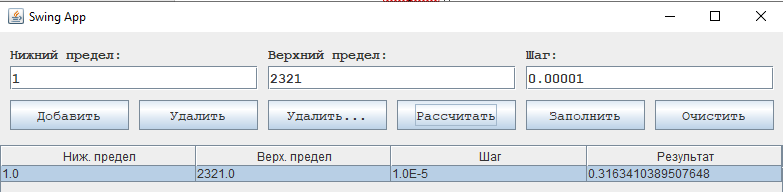 Swing App
Нижний предел: Верхний предел: Шаг:
1 2321 0.00001
Добавить Удалить Удалить... Рассчитать Заполнить Очистить
Ниж. предел Верх. предел Шаг Результат
1.0 2321.0 1.0E-5 0.3163410389507648